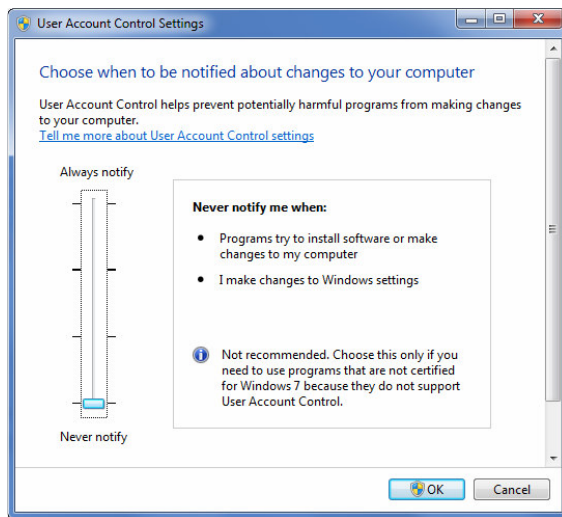 User Account Control Settings
Choose when to be notified about changes to your computer
User Account Control helps prevent potentially harmful programs from making changes
to your computer.
Tell me more about User Account Control settings
Always notify
Never notify me when:
Programs try to install software or make
changes to my computer
I make changes to Windows settings
Not recommended. Choose this only if you
need to use programs that are not certified
for Windows 7 because they do not support
User Account Control.
Never notify
OK
Cancel